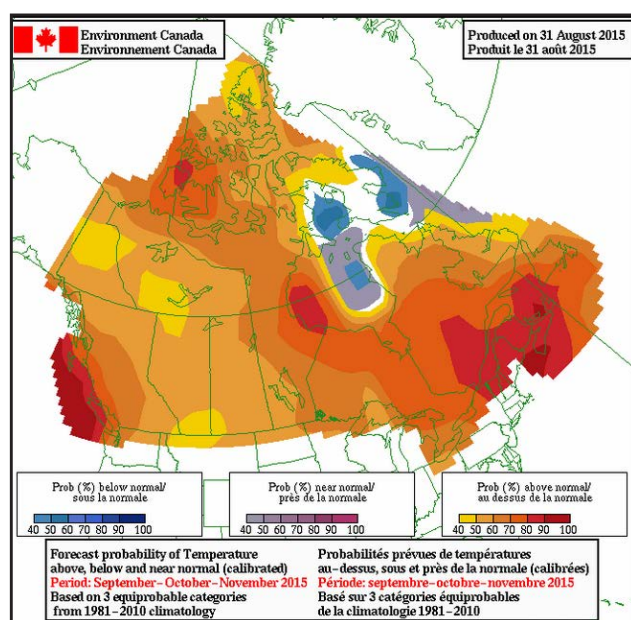 Environment Canada
Environnement Canada
Produced on 31 August 2015
Produit le 31 août 2015
Prob (%) below normal/
sous la normale
40 50 60 70 80 90 100
Prob (%) near normal/
près de la normale
40 50 60 70 80 90 100
Prob (%) above normal/
au dessus de la normale
40 50 60 70 80 90 100
Forecast probability of Temperature
above, below and near normal (calibrated)
Period: September-October-November 2015
Based on 3 equiprobable categories
from 1981-2010 climatology
Probabilités prévues de températures
au-dessus, sous et près de la normale (calibrées)
Période: septembre-octobre-novembre 2015
Basé sur 3 catégories équiprobables
de la climatologie 1981-2010